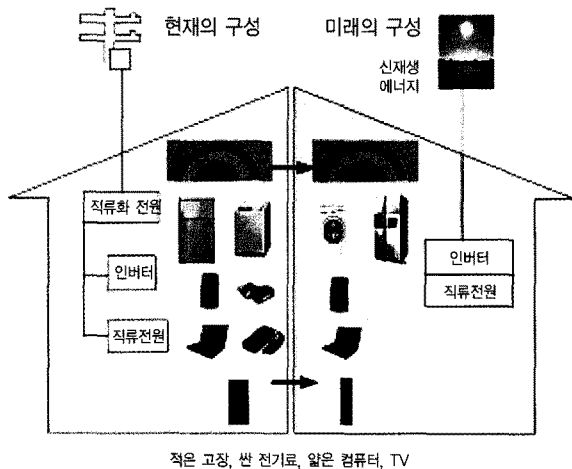 현재의 구성
미래의 구성
신재생
에너지
직류화 전원
인버터
직류전원
인버터
직류전원
적은 고장, 싼 전기료, 얇은 컴퓨터, TV